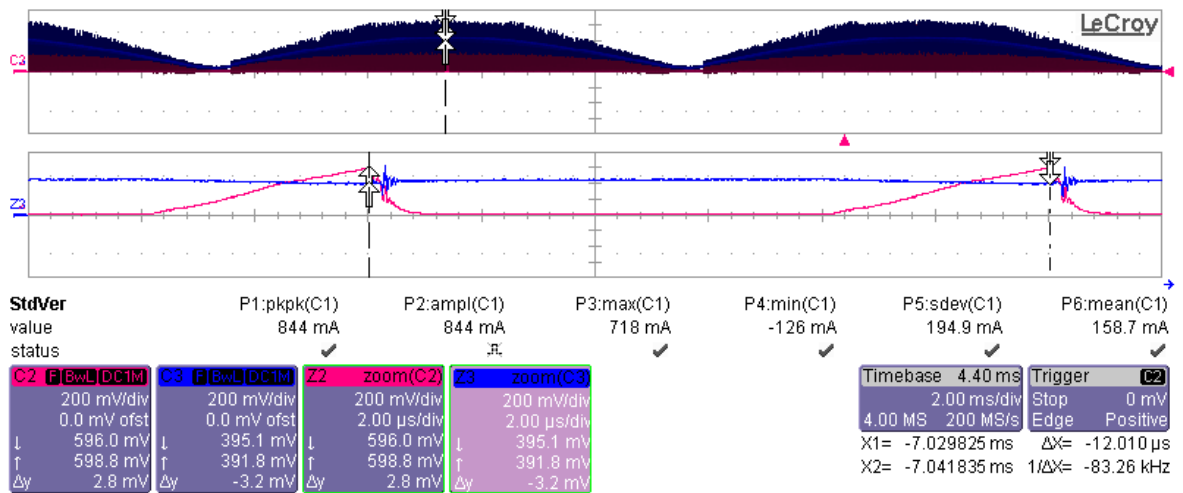 LeCroy
C3
Z3
StdVer P1:pkpk(C1) P2:ampl(C1) P3:max(C1) P4:min(C1) P5:sdev(C1) P6:mean(C1)
value 844 mA 844 mA 718 mA -126 mA 194.9 mA 158.7 mA
status
C2 F BwL DC1M C3 F BwL DC1M Z2 zoom(C2) Z3 zoom(C3) Timebase 4.40 ms Trigger C2
200 mV/div 200 mV/div 200 mV/div 200 mV/div 2.00 ms/div Stop 0 mV
0.0 mV ofst 0.0 mV ofst 2.00 µs/div 2.00 µs/div 4.00 MS 200 MS/s Edge Positive
↓ 596.0 mV ↓ 395.1 mV ↓ 596.0 mV ↓ 395.1 mV X1= -7.029825 ms ΔX= -12.010 µs
↑ 598.8 mV ↑ 391.8 mV ↑ 598.8 mV ↑ 391.8 mV X2= -7.041835 ms 1/ΔX= -83.26 kHz
Δy 2.8 mV Δy -3.2 mV Δy 2.8 mV Δy -3.2 mV